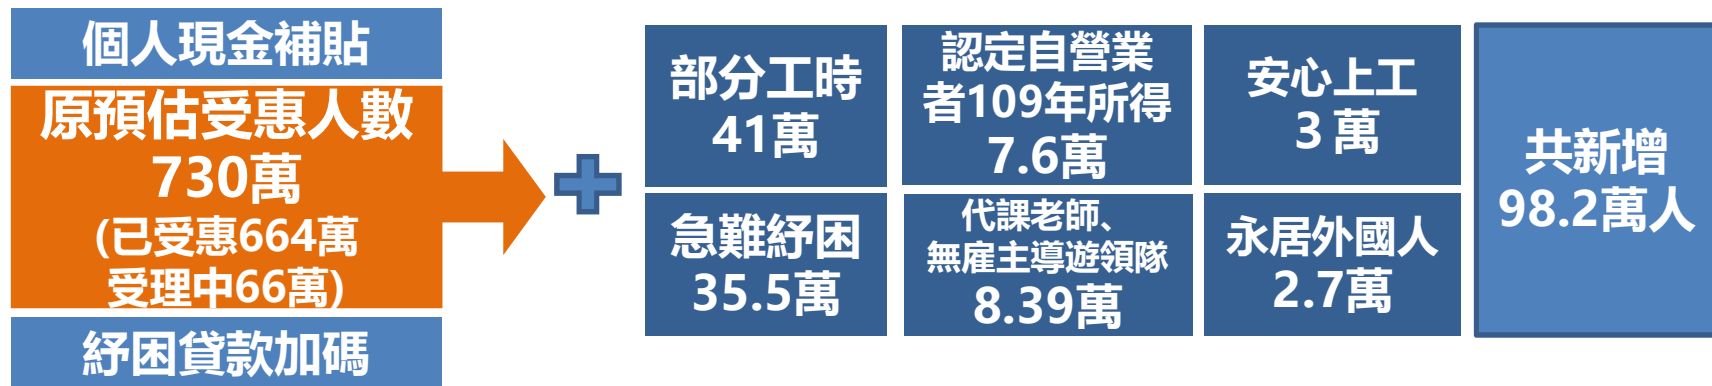 個人現金補貼
原預估受惠人數
730萬
(已受惠664萬
受理中66萬)
紓困貸款加碼
部分工時
41萬
認定自營業
者109年所得
7.6萬
安心上工
3 萬
急難紓困
35.5萬
代課老師、
無雇主導遊領隊
8.39萬
永居外國人
2.7萬
共新增
98.2萬人